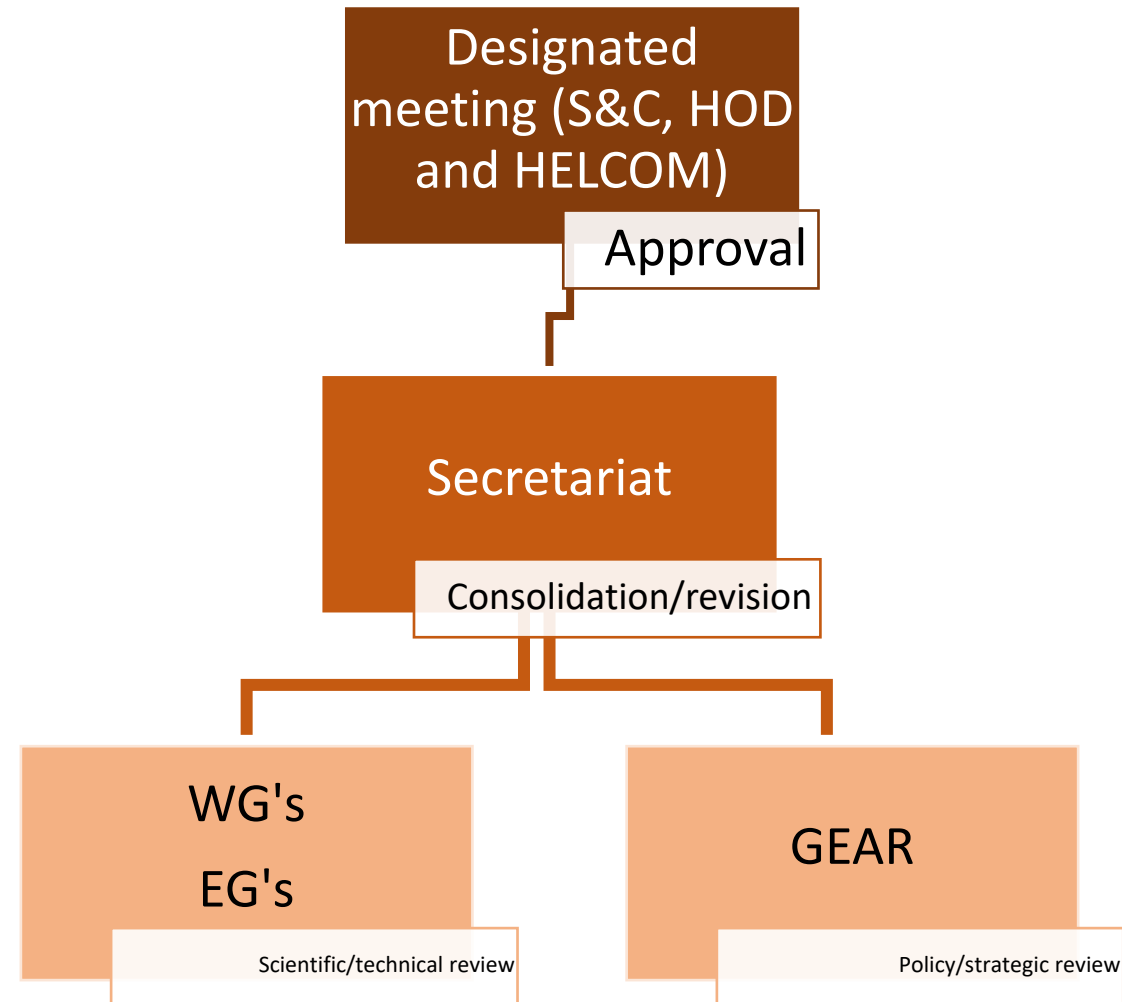 Designated
meeting (S&C, HOD
and HELCOM)
Approval
Secretariat
Consolidation/revision
WG's
EG's
Scientific/technical review
GEAR
Policy/strategic review